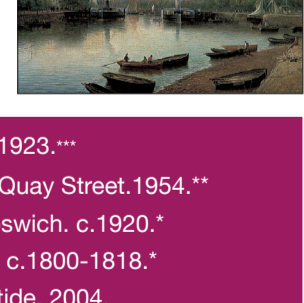 1923.***
Quay Street.1954.**
swich. c.1920.*
c.1800-1818.*
tide. 2004